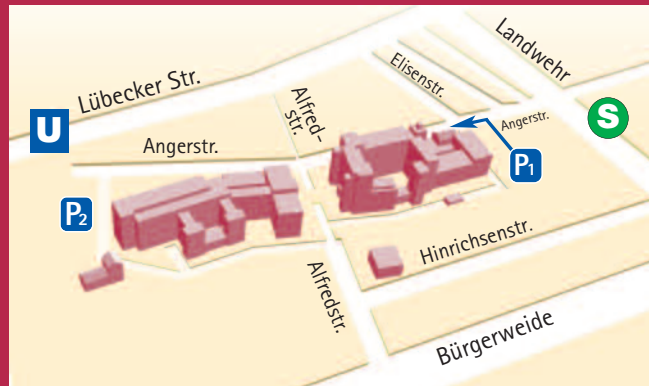 Landwehr
Elisenstr.
Lübecker Str.
Alfred-
str.
S
U
Angerstr.
Angerstr.
P1
P2
Hinrichsenstr.
Alfredstr.
Bürgerweide